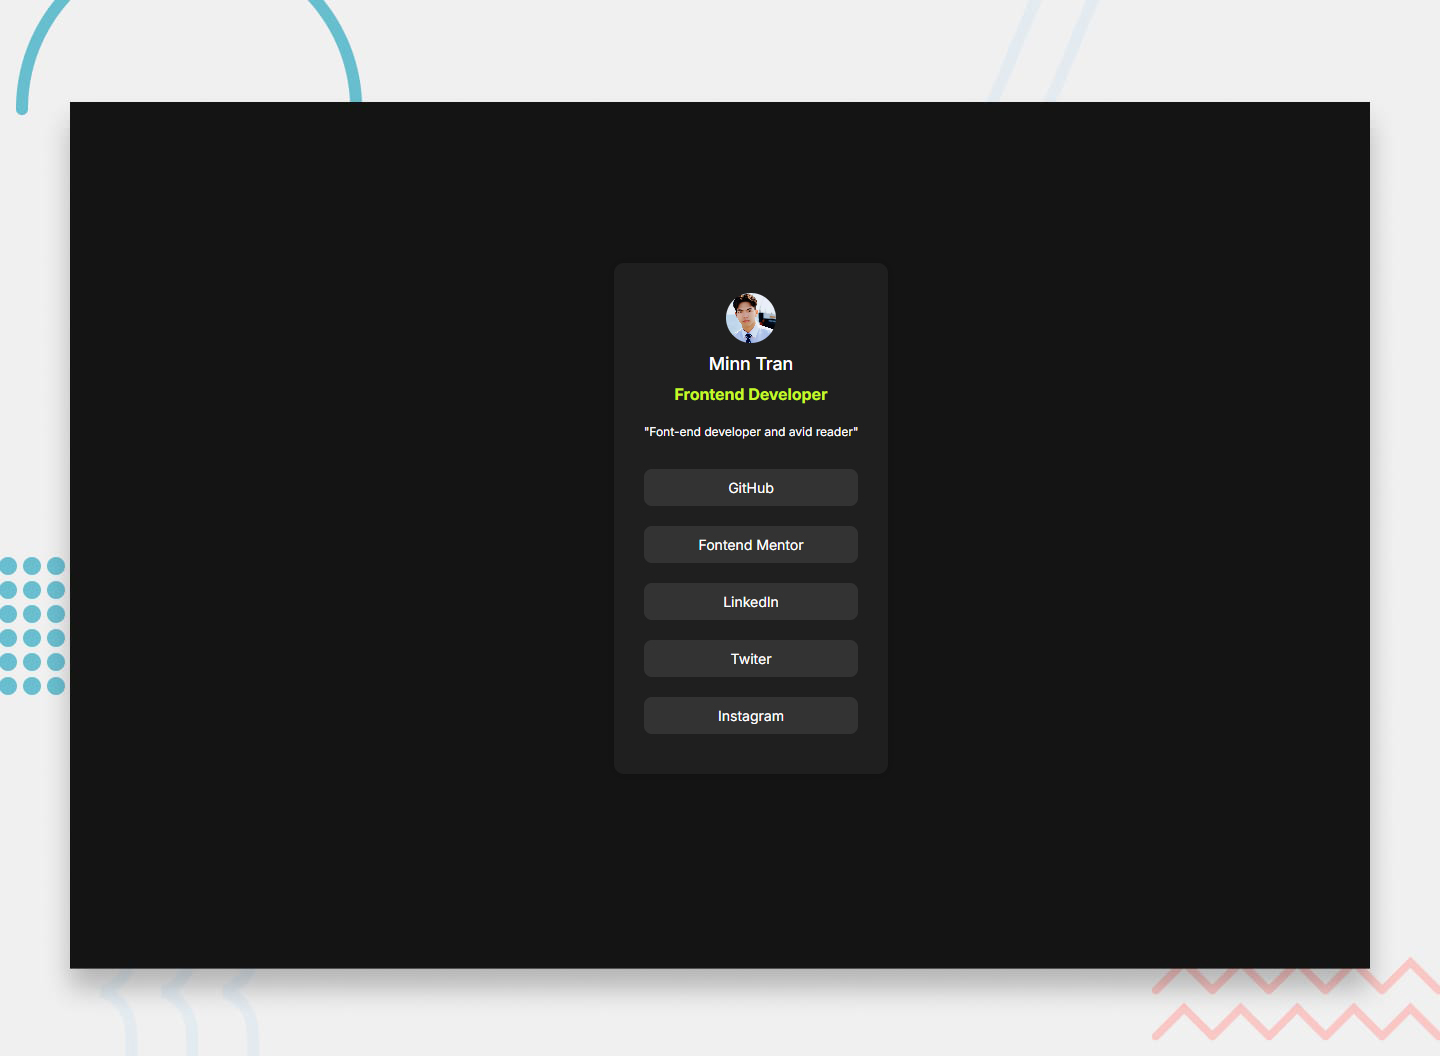 Minn Tran
Frontend Developer
"Font-end developer and avid reader"
GitHub
Fontend Mentor
LinkedIn
Twiter
Instagram